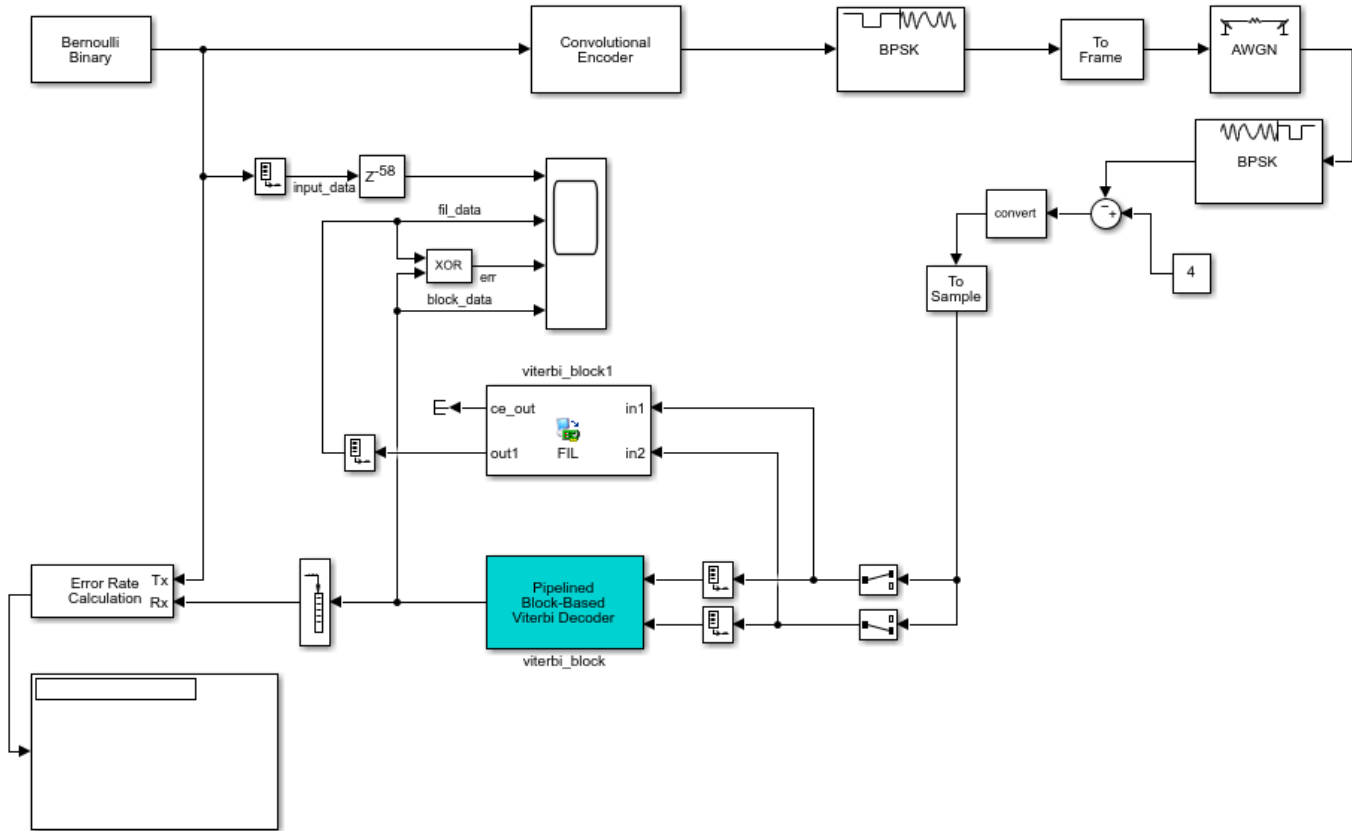 Bernoulli
Binary
Convolutional
Encoder
BPSK
To
Frame
AWGN
BPSK
input_data
Z-58
fil_data
convert
−
+
XOR
err
4
To
Sample
block_data
viterbi_block1
ce_out
in1
out1
FIL
in2
Error Rate
Calculation
Tx
Rx
Pipelined
Block-Based
Viterbi Decoder
viterbi_block